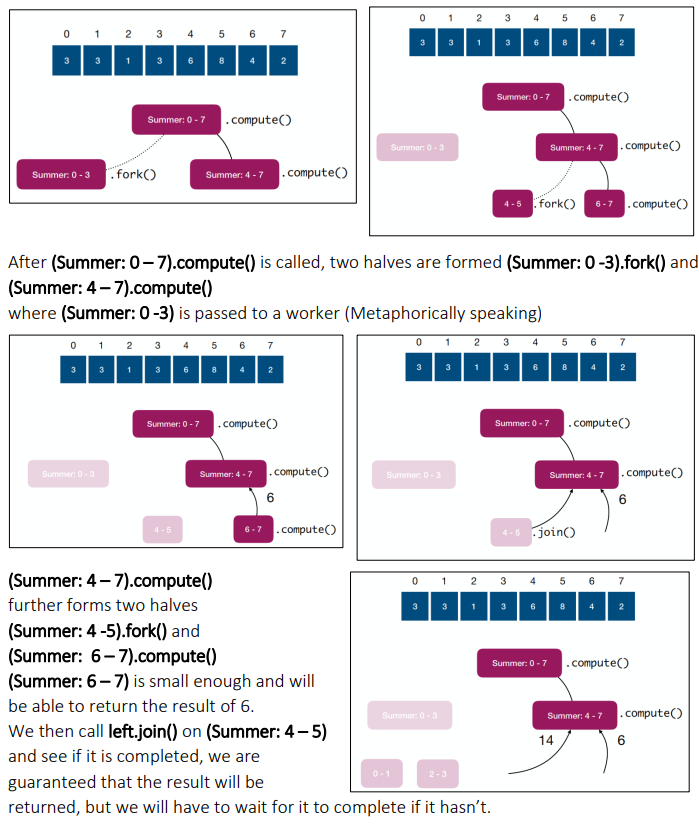 0 1 2 3 4 5 6 7
3 3 1 3 6 8 4 2
Summer: 0 - 7 .compute()
Summer: 0 - 3 .fork() Summer: 4 - 7 .compute()
0 1 2 3 4 5 6 7
3 3 1 3 6 8 4 2
Summer: 0 - 7 .compute()
Summer: 0 - 3 Summer: 4 - 7 .compute()
4 - 5 .fork() 6 - 7 .compute()
After (Summer: 0 – 7).compute() is called, two halves are formed (Summer: 0 -3).fork() and
(Summer: 4 – 7).compute()
where (Summer: 0 -3) is passed to a worker (Metaphorically speaking)
0 1 2 3 4 5 6 7
3 3 1 3 6 8 4 2
Summer: 0 - 7 .compute()
Summer: 0 - 3 Summer: 4 - 7 .compute()
6
4 - 5 6 - 7 .compute()
0 1 2 3 4 5 6 7
3 3 1 3 6 8 4 2
Summer: 0 - 7 .compute()
Summer: 0 - 3 Summer: 4 - 7 .compute()
6
4 - 5 .join()
(Summer: 4 – 7).compute()
further forms two halves
(Summer: 4 -5).fork() and
(Summer: 6 – 7).compute()
(Summer: 6 – 7) is small enough and will
be able to return the result of 6.
We then call left.join() on (Summer: 4 – 5)
and see if it is completed, we are
guaranteed that the result will be
returned, but we will have to wait for it to complete if it hasn't.
0 1 2 3 4 5 6 7
3 3 1 3 6 8 4 2
Summer: 0 - 7 .compute()
Summer: 0 - 3 Summer: 4 - 7 .compute()
14 6
0 - 1 2 - 3